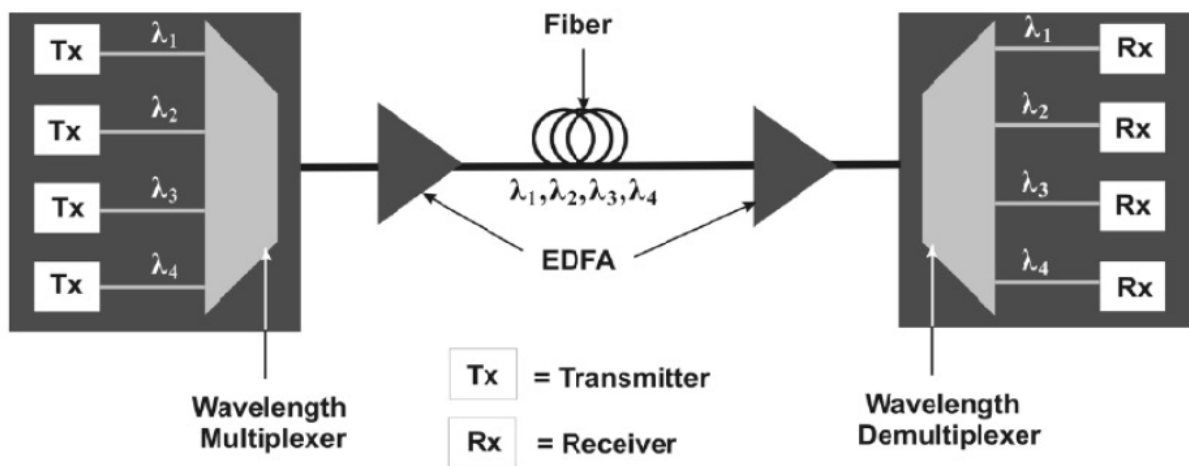 Fiber
Tx
λ1
λ1
Rx
Tx
λ2
λ2
Rx
Tx
λ3
λ3
Rx
Tx
λ4
λ4
Rx
λ1,λ2,λ3,λ4
EDFA
Tx = Transmitter
Rx = Receiver
Wavelength
Multiplexer
Wavelength
Demultiplexer